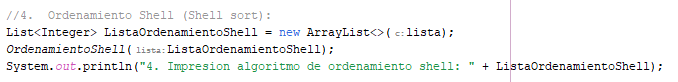 //4.  Ordenamiento Shell (Shell sort):
List<Integer> ListaOrdenamientoShell = new ArrayList<>( c: lista);
OrdenamientoShell( lista: ListaOrdenamientoShell);
System.out.println("4. Impresion algoritmo de ordenamiento shell: " + ListaOrdenamientoShell);